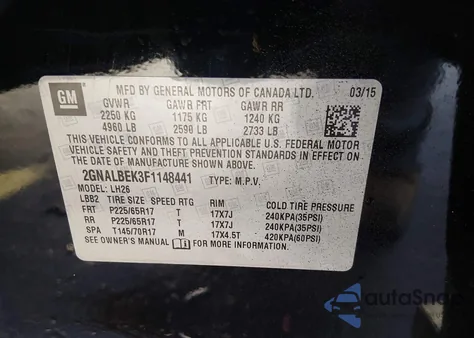 GM
MFD BY GENERAL MOTORS OF CANADA LTD. 03/15
GVWR GAWR FRT GAWR RR
2250 KG 1175 KG 1240 KG
4960 LB 2590 LB 2733 LB
THIS VEHICLE CONFORMS TO ALL APPLICABLE U.S. FEDERAL MOTOR
VEHICLE SAFETY AND THEFT PREVENTION STANDARDS IN EFFECT ON
THE DATE OF MANUFACTURE SHOWN ABOVE.
2GNALBEK3F1148441 TYPE: M.P.V.
MODEL: LH26
LBB2 TIRE SIZE SPEED RTG RIM COLD TIRE PRESSURE
FRT P225/65R17 T 17X7J 240KPA(35PSI)
RR P225/65R17 T 17X7J 240KPA(35PSI)
SPA T145/70R17 M 17X4.5T 420KPA(60PSI)
SEE OWNER'S MANUAL FOR MORE INFORMATION
autoSnap